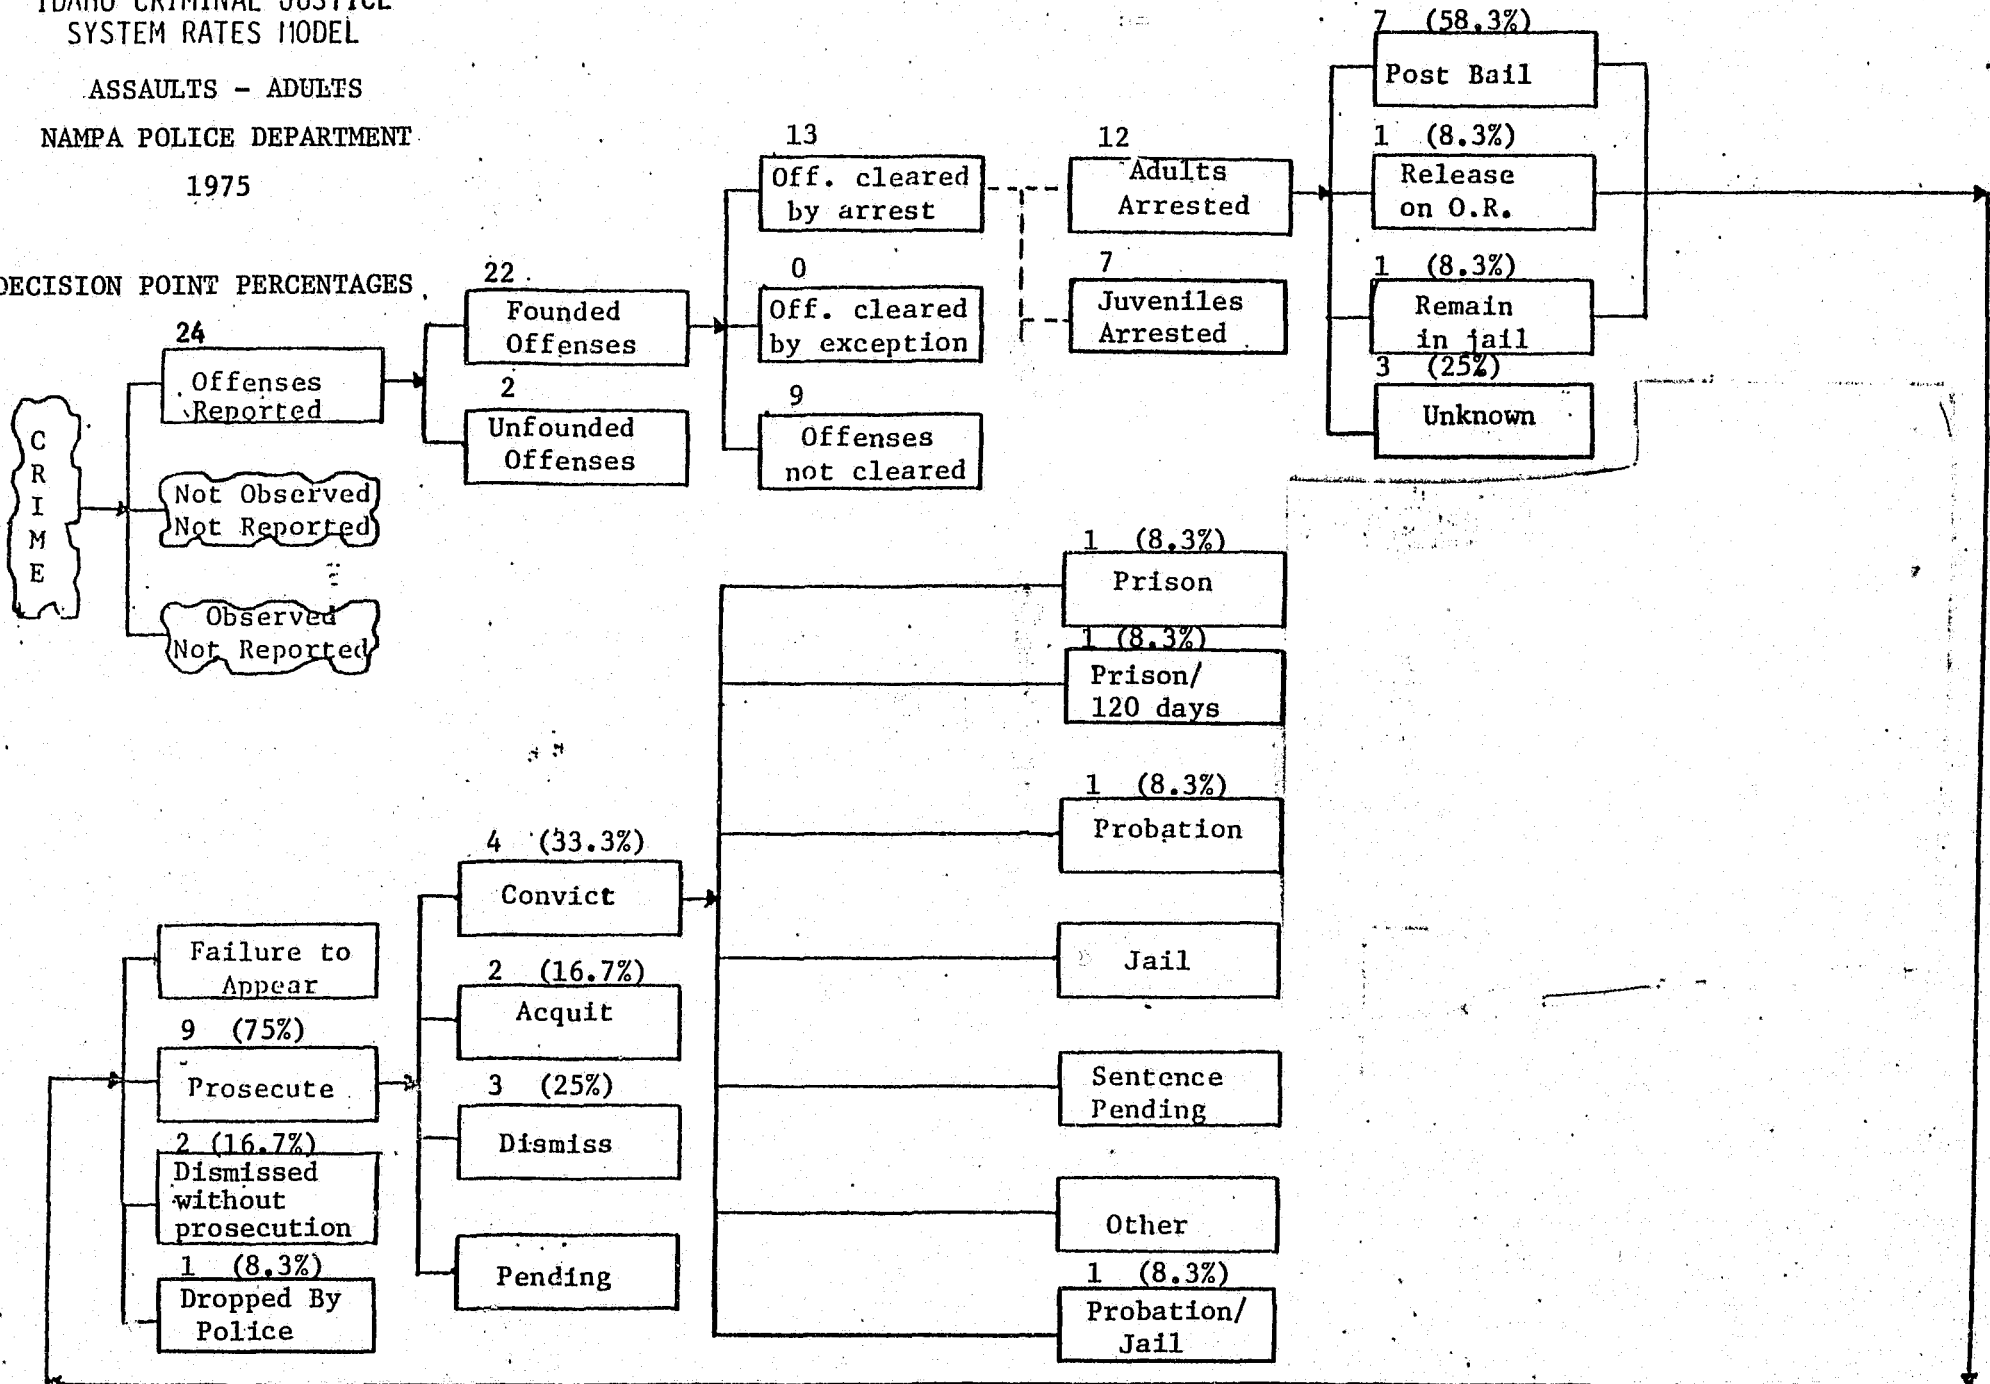 IDAHO CRIMINAL JUSTICE
SYSTEM RATES MODEL
ASSAULTS - ADULTS
NAMPA POLICE DEPARTMENT
1975
DECISION POINT PERCENTAGES
C
R
I
M
E
24
Offenses
Reported
Not Observed
Not Reported
Observed
Not Reported
22
Founded
Offenses
2
Unfounded
Offenses
13
Off. cleared
by arrest
0
Off. cleared
by exception
9
Offenses
not cleared
12
Adults
Arrested
7
Juveniles
Arrested
7 (58.3%)
Post Bail
1 (8.3%)
Release
on O.R.
1 (8.3%)
Remain
in jail
3 (25%)
Unknown
Failure to
Appear
9 (75%)
Prosecute
2 (16.7%)
Dismissed
without
prosecution
1 (8.3%)
Dropped By
Police
4 (33.3%)
Convict
2 (16.7%)
Acquit
3 (25%)
Dismiss
Pending
1 (8.3%)
Prison
1 (8.3%)
Prison/
120 days
1 (8.3%)
Probation
Jail
Sentence
Pending
Other
1 (8.3%)
Probation/
Jail